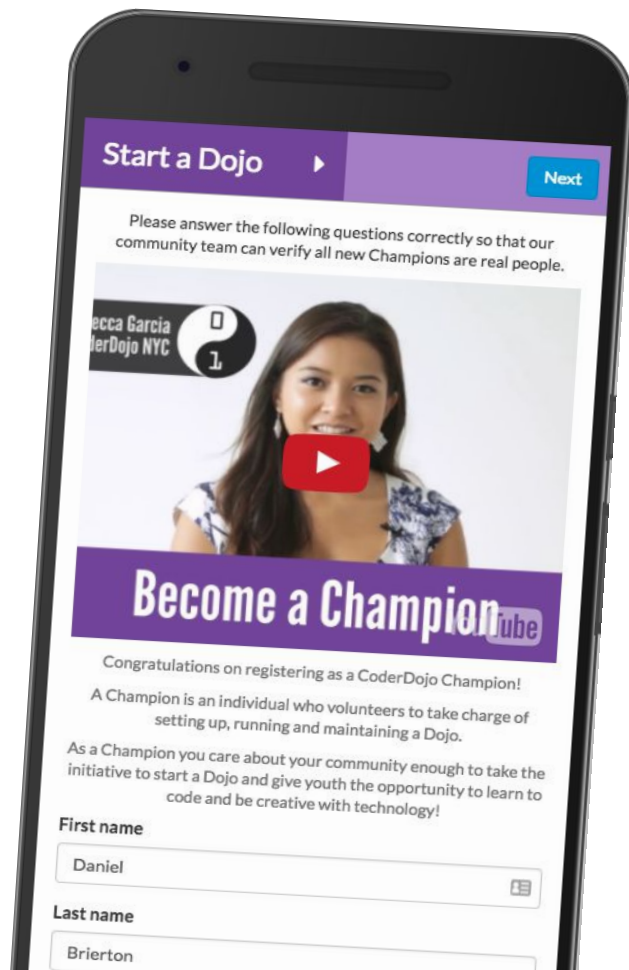 Start a Dojo
Next
Please answer the following questions correctly so that our
community team can verify all new Champions are real people.
ecca Garcia
derDojo NYC
0
1
Become a Champion
Tube
Congratulations on registering as a CoderDojo Champion!
A Champion is an individual who volunteers to take charge of
setting up, running and maintaining a Dojo.
As a Champion you care about your community enough to take the
initiative to start a Dojo and give youth the opportunity to learn to
code and be creative with technology!
First name
Daniel
Last name
Brierton